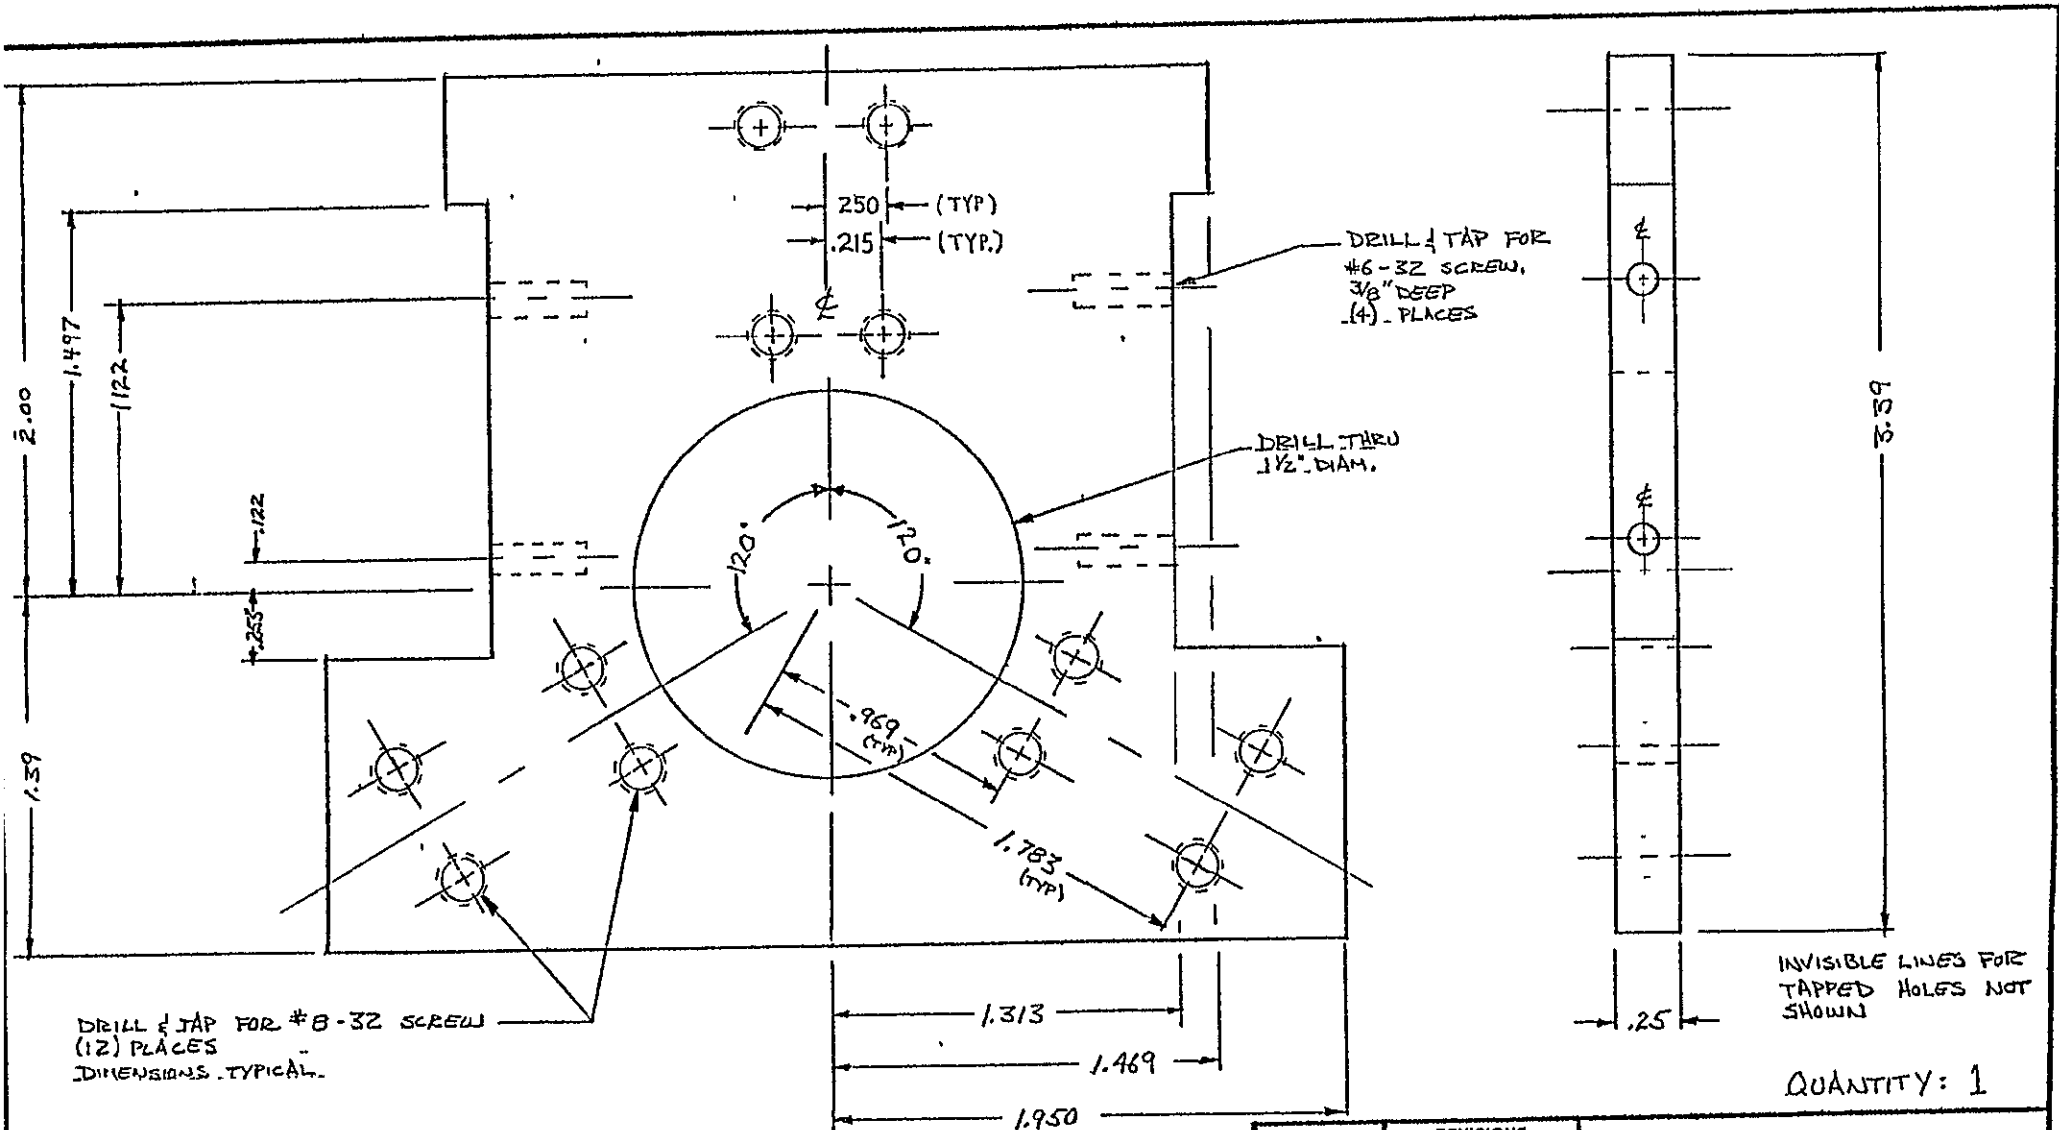 2.00
1.497
1.122
.122
.255
1.39
.250 (TYP)
.215 (TYP.)
℄
120°
120°
.969
(TYP)
1.783
(TYP)
DRILL & TAP FOR
#6-32 SCREW,
3/8" DEEP
(4) PLACES
DRILL THRU
1 1/2" DIAM.
℄
℄
3.39
DRILL & TAP FOR #8-32 SCREW
(12) PLACES
DIMENSIONS TYPICAL
1.313
1.469
1.950
.25
INVISIBLE LINES FOR
TAPPED HOLES NOT
SHOWN
QUANTITY: 1